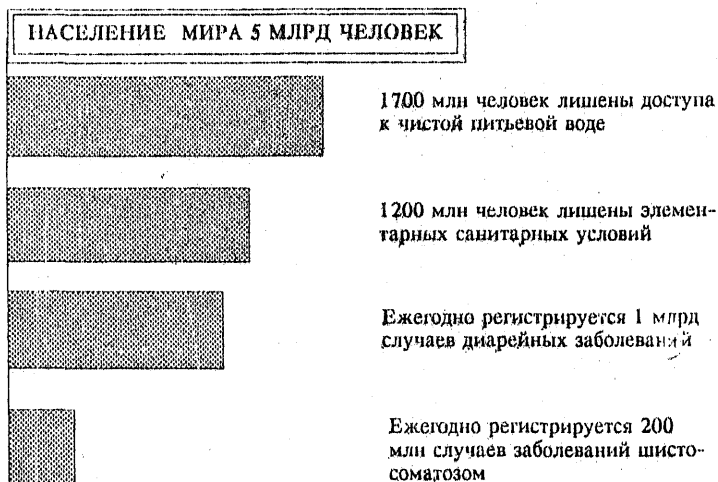 НАСЕЛЕНИЕ МИРА 5 МЛРД ЧЕЛОВЕК
1700 млн человек лишены доступа
к чистой питьевой воде
1200 млн человек лишены элемен-
тарных санитарных условий
Ежегодно регистрируется 1 млрд
случаев диарейных заболеваний
Ежегодно регистрируется 200
млн случаев заболеваний шисто-
соматозом